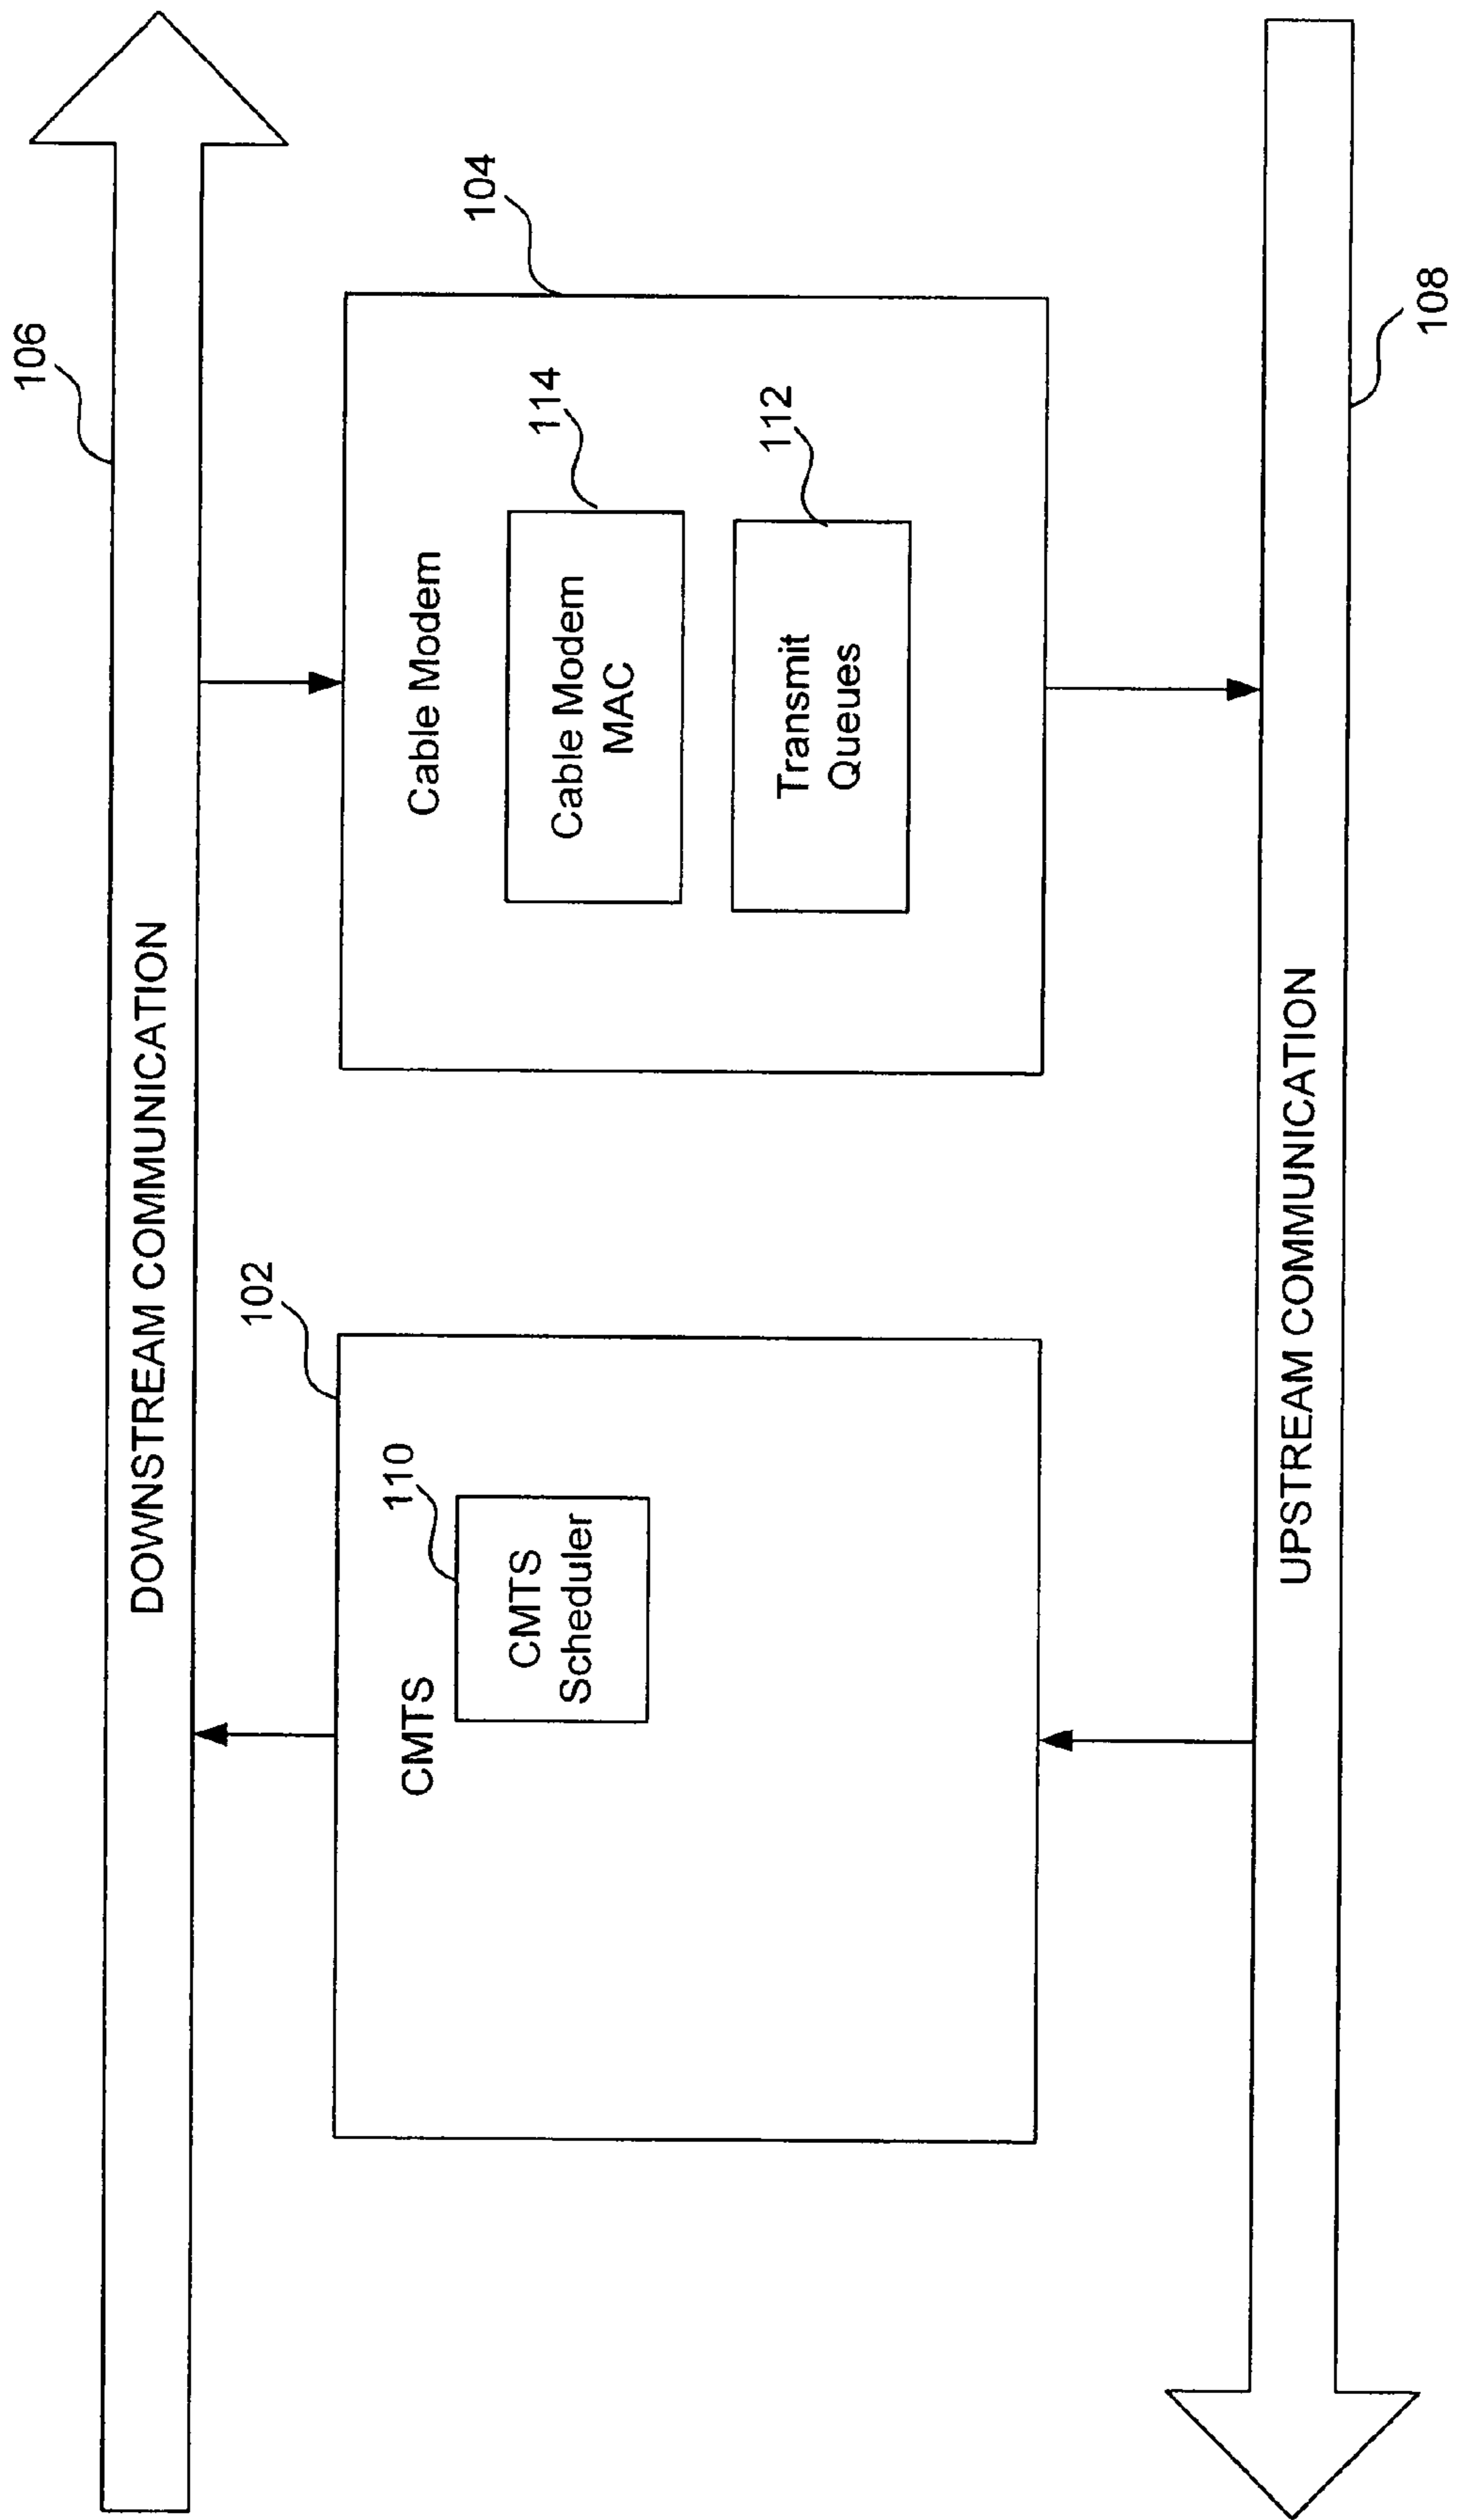 106
DOWNSTREAM COMMUNICATION
102
CMTS
110
CMTS
Scheduler
104
Cable Modem
114
Cable Modem
MAC
112
Transmit
Queues
UPSTREAM COMMUNICATION
108